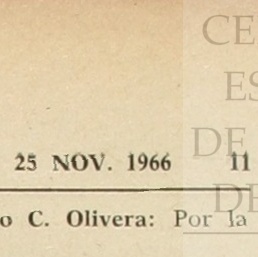 CE
ES
DE
DE
25 NOV. 1966 11
o C. Olivera: Por la